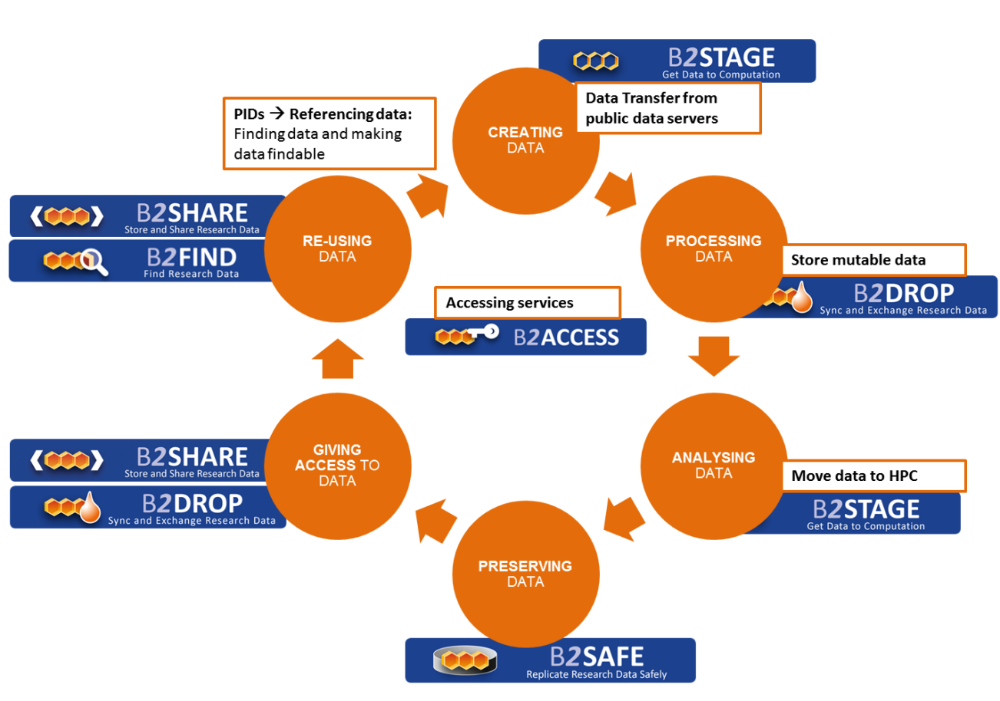 B2STAGE
Get Data to Computation
Data Transfer from
public data servers
CREATING
DATA
PIDs → Referencing data:
Finding data and making
data findable
B2SHARE
Store and Share Research Data
B2FIND
Find Research Data
RE-USING
DATA
PROCESSING
DATA
Store mutable data
B2DROP
Sync and Exchange Research Data
Accessing services
B2ACCESS
ANALYSING
DATA
Move data to HPC
B2STAGE
Get Data to Computation
GIVING
ACCESS TO
DATA
B2SHARE
Store and Share Research Data
B2DROP
Sync and Exchange Research Data
PRESERVING
DATA
B2SAFE
Replicate Research Data Safely